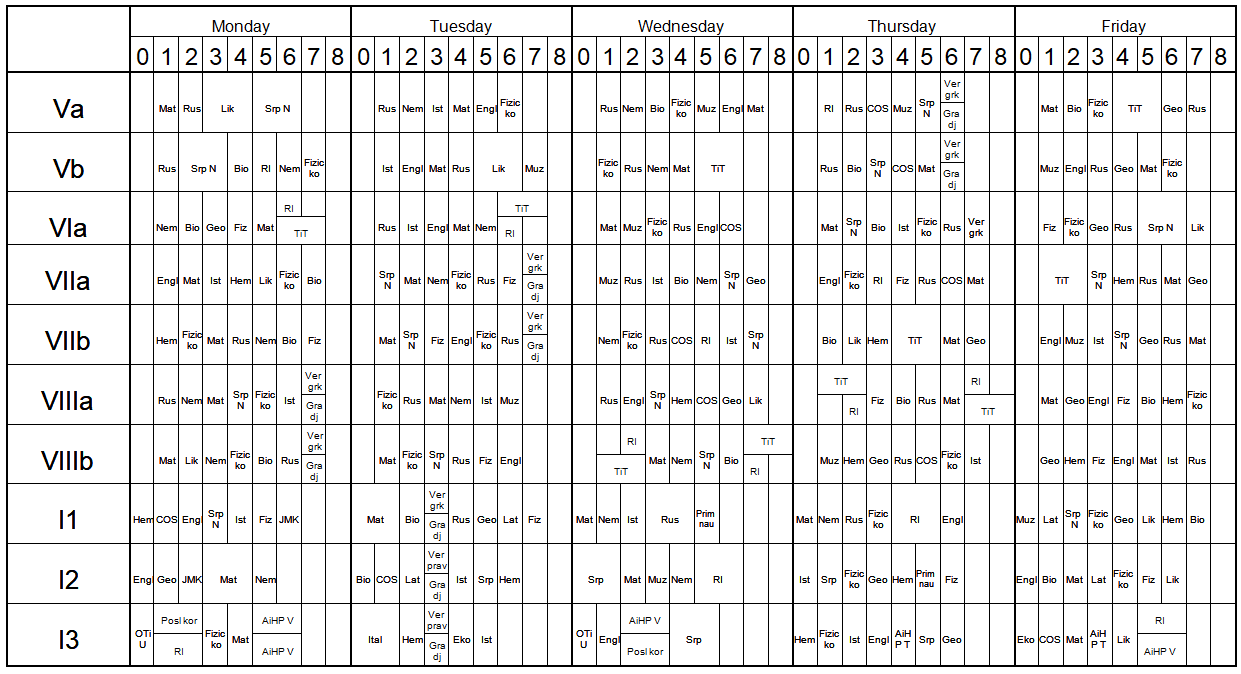 Monday Tuesday Wednesday Thursday Friday
0 1 2 3 4 5 6 7 8 0 1 2 3 4 5 6 7 8 0 1 2 3 4 5 6 7 8 0 1 2 3 4 5 6 7 8 0 1 2 3 4 5 6 7 8
Va Mat Rus Lik Srp N Rus Nem Ist Mat Engl Fizic ko Rus Nem Bio Fizic ko Muz Engl Mat RI Rus COS Muz Srp N Ver grk Gra dj Mat Bio Fizic ko TiT Geo Rus
Vb Rus Srp N Bio RI Nem Fizic ko Ist Engl Mat Rus Lik Muz Fizic ko Rus Nem Mat TiT Rus Bio Srp N COS Mat Ver grk Gra dj Muz Engl Rus Geo Mat Fizic ko
VIa Nem Bio Geo Fiz Mat RI TiT Rus Ist Engl Mat Nem TiT RI Mat Muz Fizic ko Rus Engl COS Mat Srp N Bio Ist Fizic ko Rus Ver grk Fiz Fizic ko Geo Rus Srp N Lik
VIIa Engl Mat Ist Hem Lik Fizic ko Bio Srp N Mat Nem Fizic ko Rus Fiz Ver grk Gra dj Muz Rus Ist Bio Nem Srp N Geo Engl Fizic ko RI Fiz Rus COS Mat TiT Srp N Hem Rus Mat Geo
VIIb Hem Fizic ko Mat Rus Nem Bio Fiz Mat Srp N Fiz Engl Fizic ko Rus Ver grk Gra dj Nem Fizic ko Rus COS RI Ist Srp N Bio Lik Hem TiT Mat Geo Engl Muz Ist Srp N Geo Rus Mat
VIIIa Rus Nem Mat Srp N Fizic ko Ist Ver grk Gra dj Fizic ko Rus Mat Nem Ist Muz Rus Engl Srp N Hem COS Geo Lik TiT RI Fiz Bio Rus Mat RI TiT Mat Geo Engl Fiz Bio Hem Fizic ko
VIIIb Mat Lik Nem Fizic ko Bio Rus Ver grk Gra dj Mat Fizic ko Srp N Rus Fiz Engl RI TiT Mat Nem Srp N Bio TiT RI Muz Hem Geo Rus COS Fizic ko Ist Geo Hem Fiz Engl Mat Ist Rus
I1 Hem COS Engl Srp N Ist Fiz JMK Mat Bio Ver grk Gra dj Rus Geo Lat Fiz Mat Nem Ist Rus Prim nau Mat Nem Rus Fizic ko RI Engl Muz Lat Srp N Fizic ko Geo Lik Hem Bio
I2 Engl Geo JMK Mat Nem Bio COS Lat Ver prav Gra dj Ist Srp Hem Srp Mat Muz Nem RI Ist Srp Fizic ko Geo Hem Prim nau Fiz Engl Bio Mat Lat Fizic ko Fiz Lik
I3 OTi U Posl kor RI Fizic ko Mat AiHP V AiHP V Ital Hem Ver prav Gra dj Eko Ist OTi U Engl AiHP V Posl kor Srp Hem Fizic ko Ist Engl AiH P T Srp Geo Eko COS Mat AiH P T Lik RI AiHP V